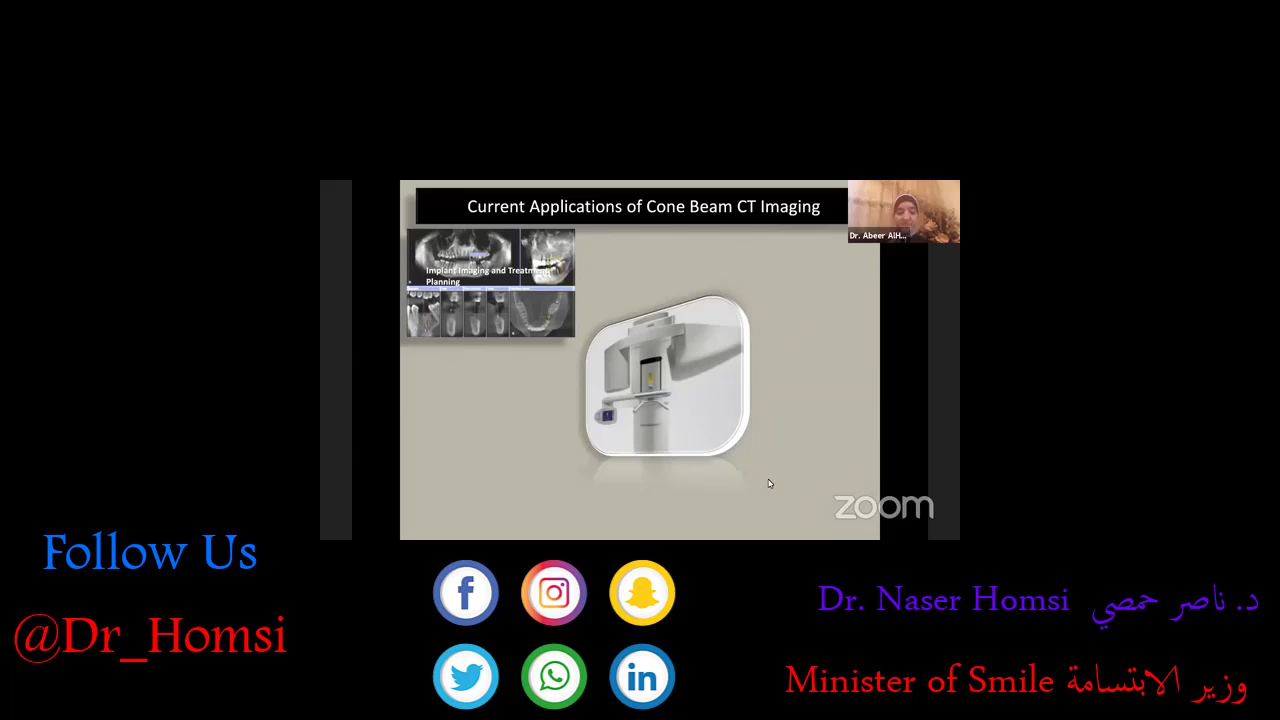 Current Applications of Cone Beam CT Imaging
Dr. Abeer AlH...
Implant Imaging and Treatment
Planning
zoom
Follow Us
@Dr_Homsi
Dr. Naser Homsi د. ناصر حمصي
Minister of Smile وزير الابتسامة